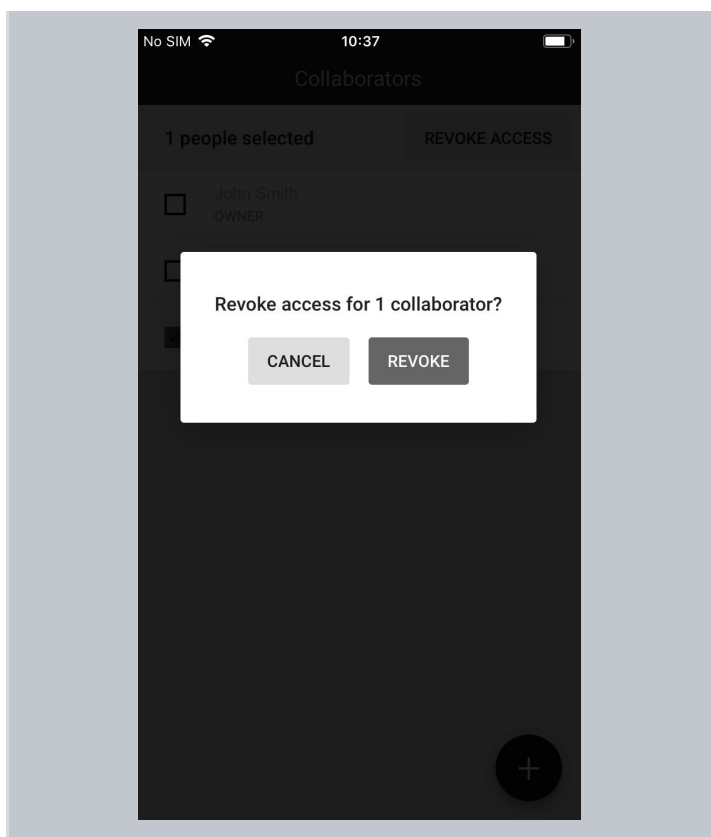 No SIM 10:37
Collaborators
1 people selected REVOKE ACCESS
John Smith
OWNER
Revoke access for 1 collaborator?
CANCEL REVOKE